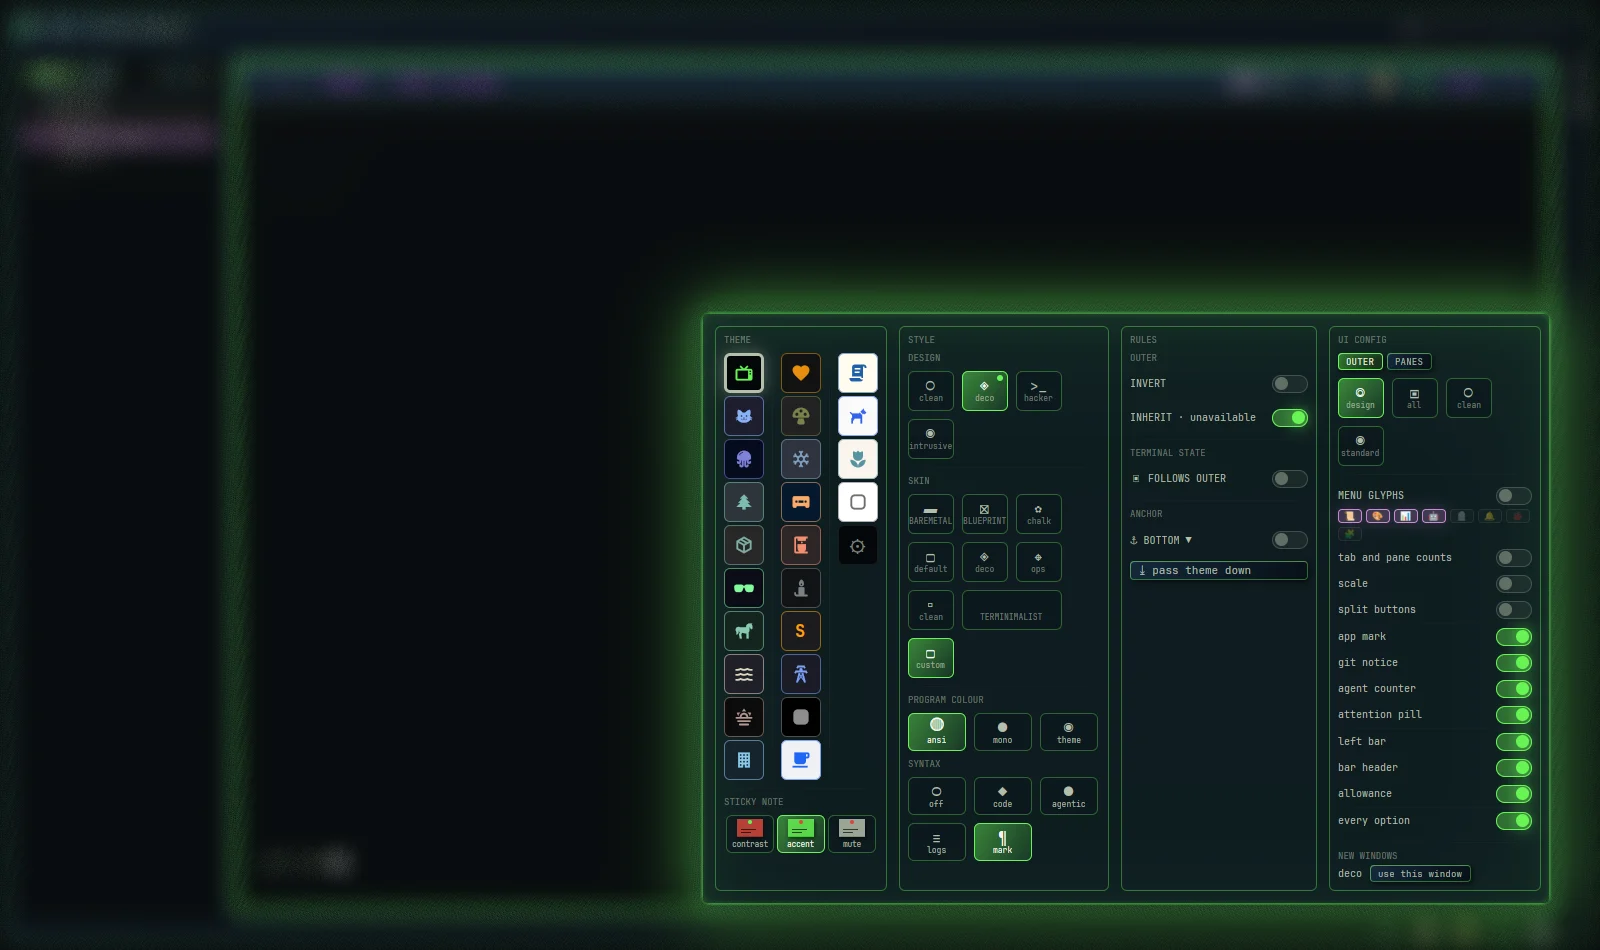 THEME
S
STICKY NOTE
contrast accent mute
STYLE
DESIGN
clean deco >_ hacker
intrusive
SKIN
BAREMETAL BLUEPRINT chalk
default deco ops
clean TERMINIMALIST
custom
PROGRAM COLOUR
ansi mono theme
SYNTAX
off code agentic
logs ¶ mark
RULES
OUTER
INVERT
INHERIT · unavailable
TERMINAL STATE
FOLLOWS OUTER
ANCHOR
⚓ BOTTOM ▼
↓ pass theme down
UI CONFIG
OUTER PANES
design all clean
standard
MENU GLYPHS
tab and pane counts
scale
split buttons
app mark
git notice
agent counter
attention pill
left bar
bar header
allowance
every option
NEW WINDOWS
deco use this window